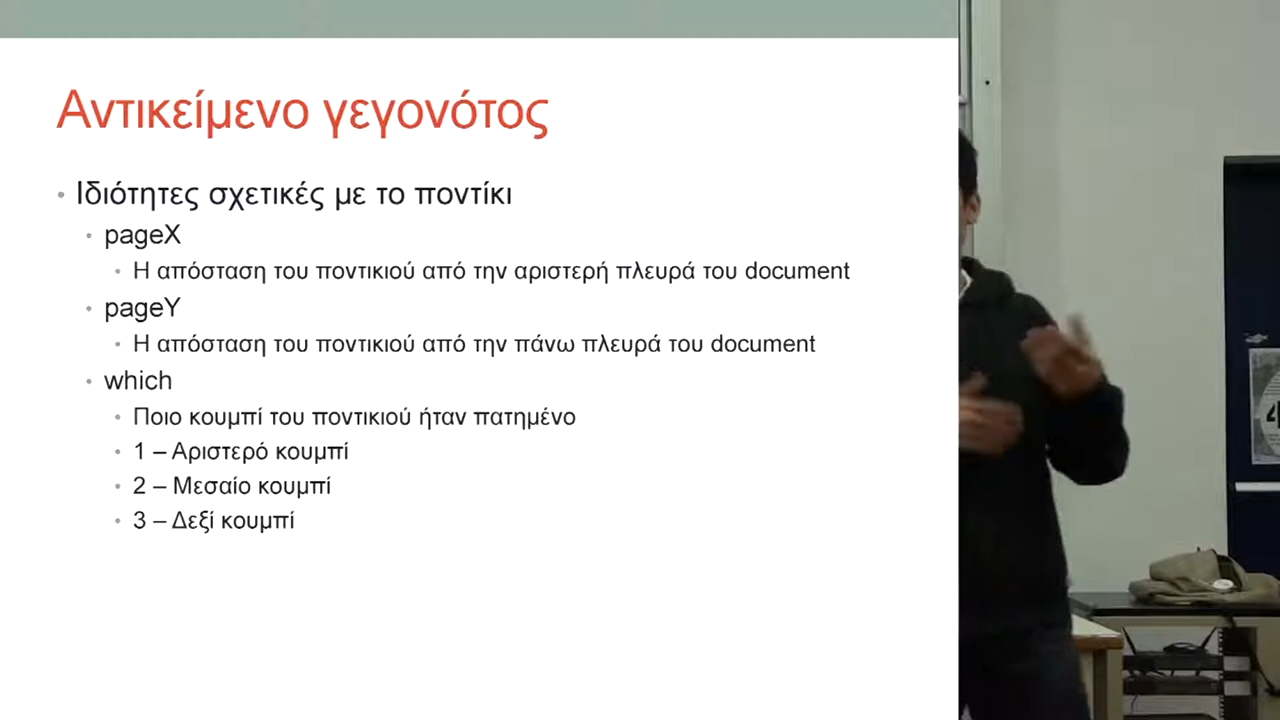 Αντικείμενο γεγονότος
• Ιδιότητες σχετικές με το ποντίκι
• pageX
• Η απόσταση του ποντικιού από την αριστερή πλευρά του document
• pageY
• Η απόσταση του ποντικιού από την πάνω πλευρά του document
• which
• Ποιο κουμπί του ποντικιού ήταν πατημένο
• 1 – Αριστερό κουμπί
• 2 – Μεσαίο κουμπί
• 3 – Δεξί κουμπί